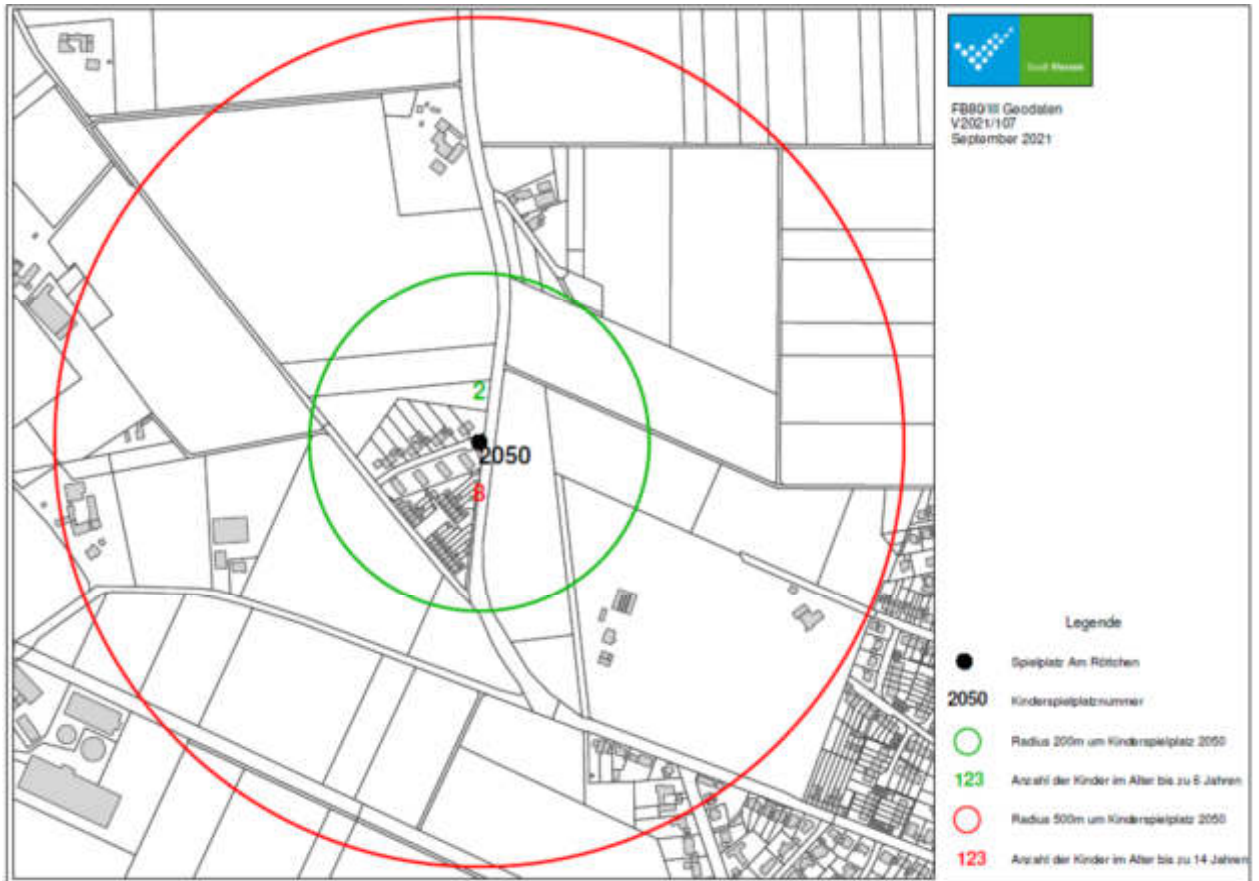 2
2050
8
FB80/III Geodaten
V2021/107
September 2021
Legende
Spielplatz Am Röttchen
2050 Kinderspielplatznummer
Radius 200m um Kinderspielplatz 2050
123 Anzahl der Kinder im Alter bis zu 6 Jahren
Radius 500m um Kinderspielplatz 2050
123 Anzahl der Kinder im Alter bis zu 14 Jahren